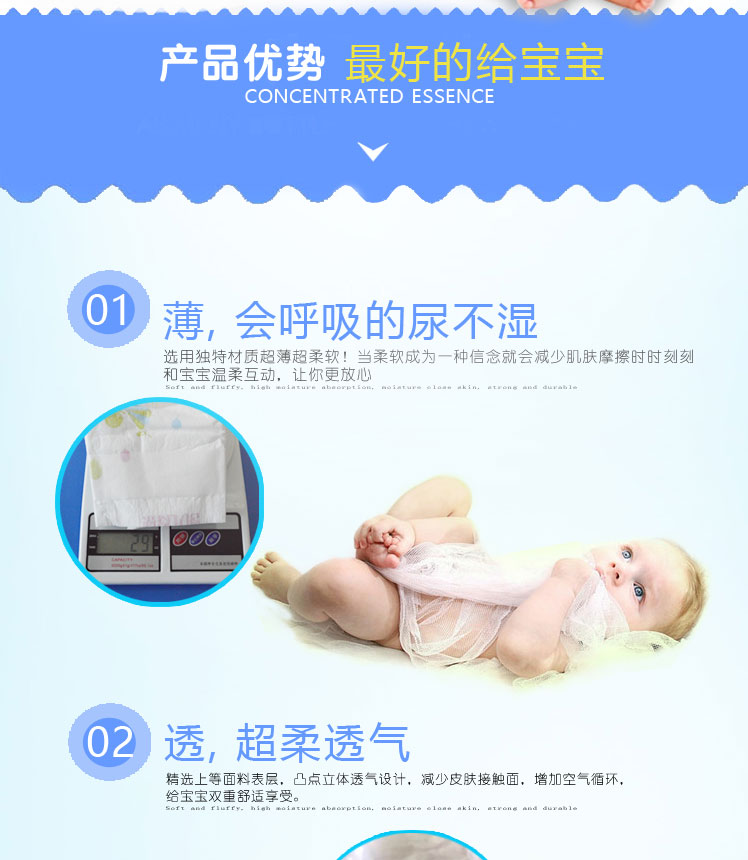 产品优势 最好的给宝宝
CONCENTRATED ESSENCE
01
薄, 会呼吸的尿不湿
选用独特材质超薄超柔软！当柔软成为一种信念就会减少肌肤摩擦时时刻刻
和宝宝温柔互动，让你更放心
Soft and fluffy, high moisture absorption, moisture close skin, strong and durable
29
02
透, 超柔透气
精选上等面料表层，凸点立体透气设计，减少皮肤接触面，增加空气循环，
给宝宝双重舒适享受。
Soft and fluffy, high moisture absorption, moisture close skin, strong and durable